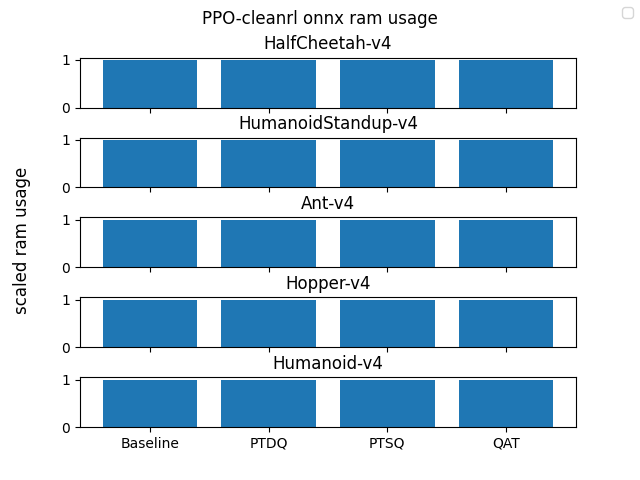 PPO-cleanrl onnx ram usage
HalfCheetah-v4
1
0
HumanoidStandup-v4
1
0
Ant-v4
1
0
scaled ram usage
Hopper-v4
1
0
Humanoid-v4
1
0
Baseline PTDQ PTSQ QAT